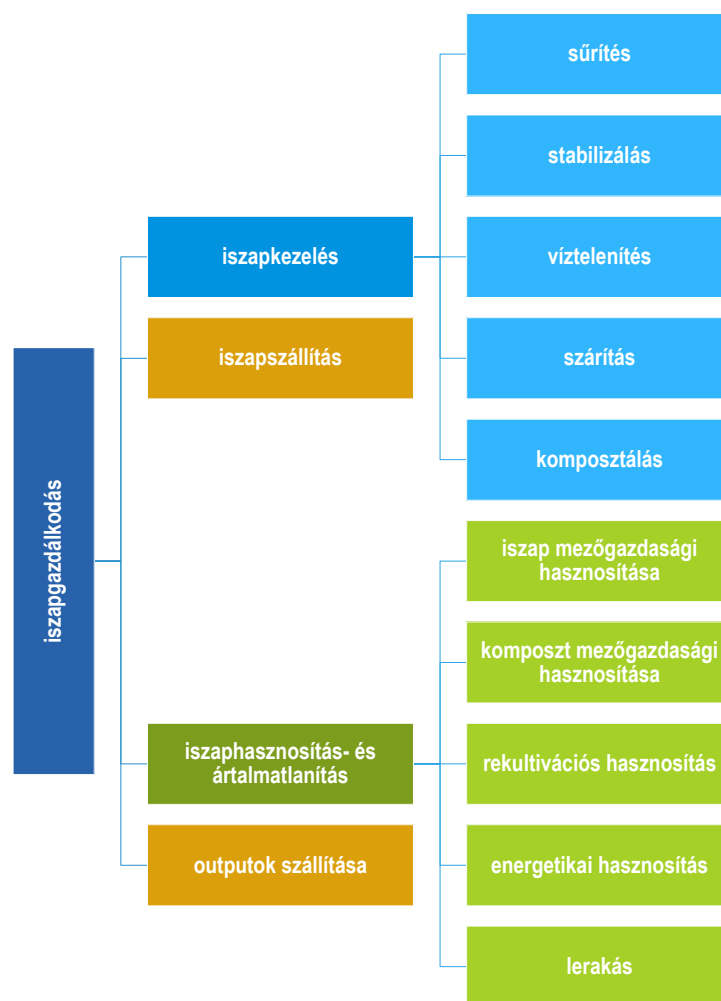 iszapgazdálkodás
iszapkezelés
sűrítés
stabilizálás
víztelenítés
szárítás
komposztálás
iszapszállítás
iszaphasznosítás- és
ártalmatlanítás
iszap mezőgazdasági
hasznosítása
komposzt mezőgazdasági
hasznosítása
rekultivációs hasznosítás
energetikai hasznosítás
lerakás
outputok szállítása